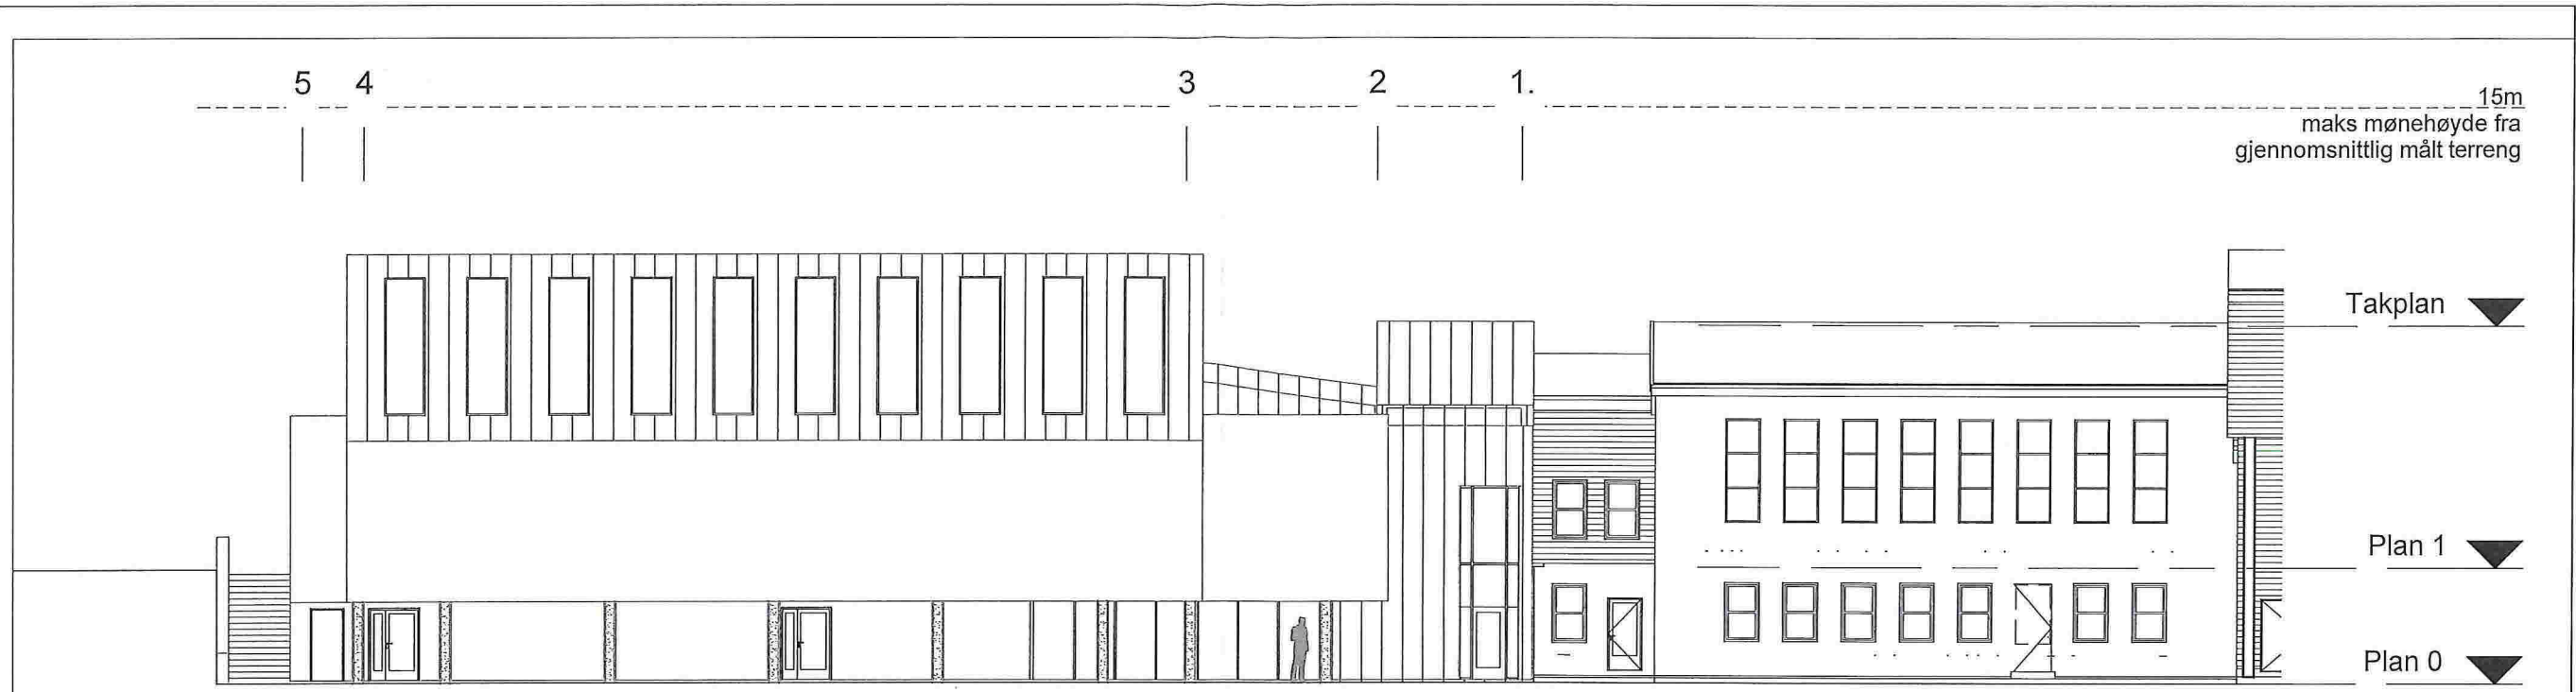 5 4 3 2 1.
15m
maks mønehøyde fra
gjennomsnittlig målt terreng
Takplan
Plan 1
Plan 0